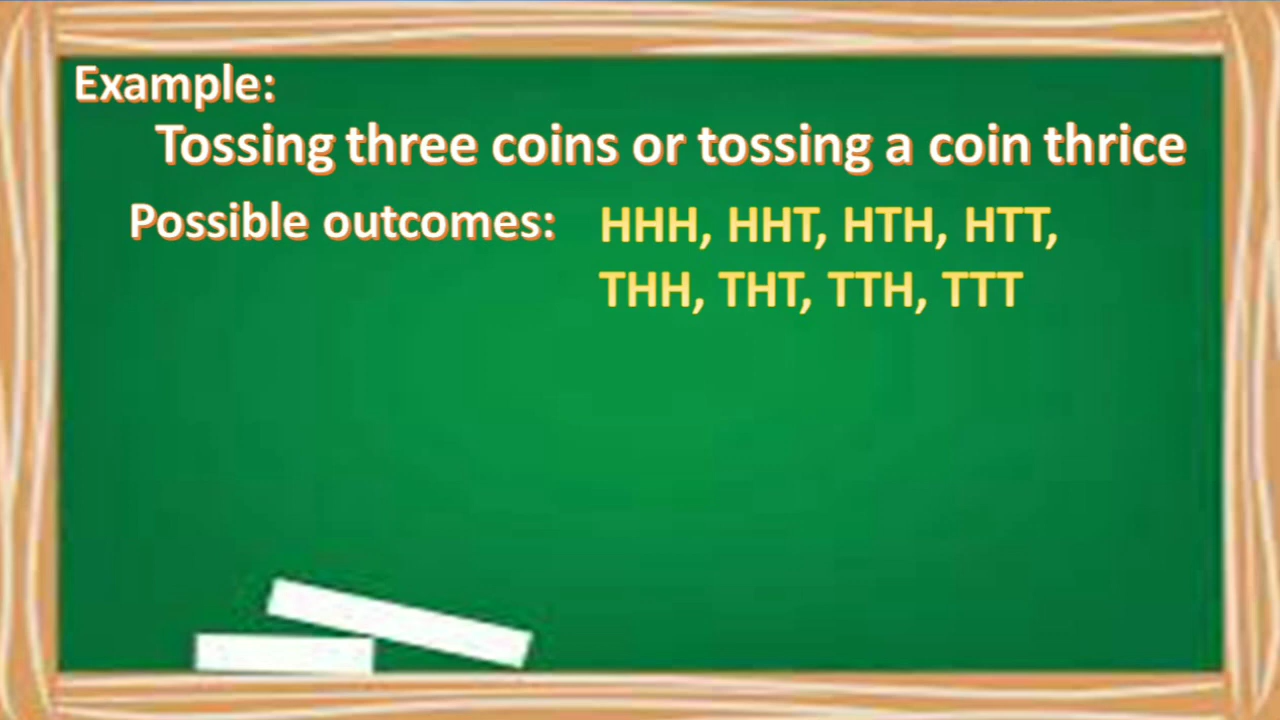 Example:
Tossing three coins or tossing a coin thrice
Possible outcomes: HHH, HHT, HTH, HTT,
THH, THT, TTH, TTT